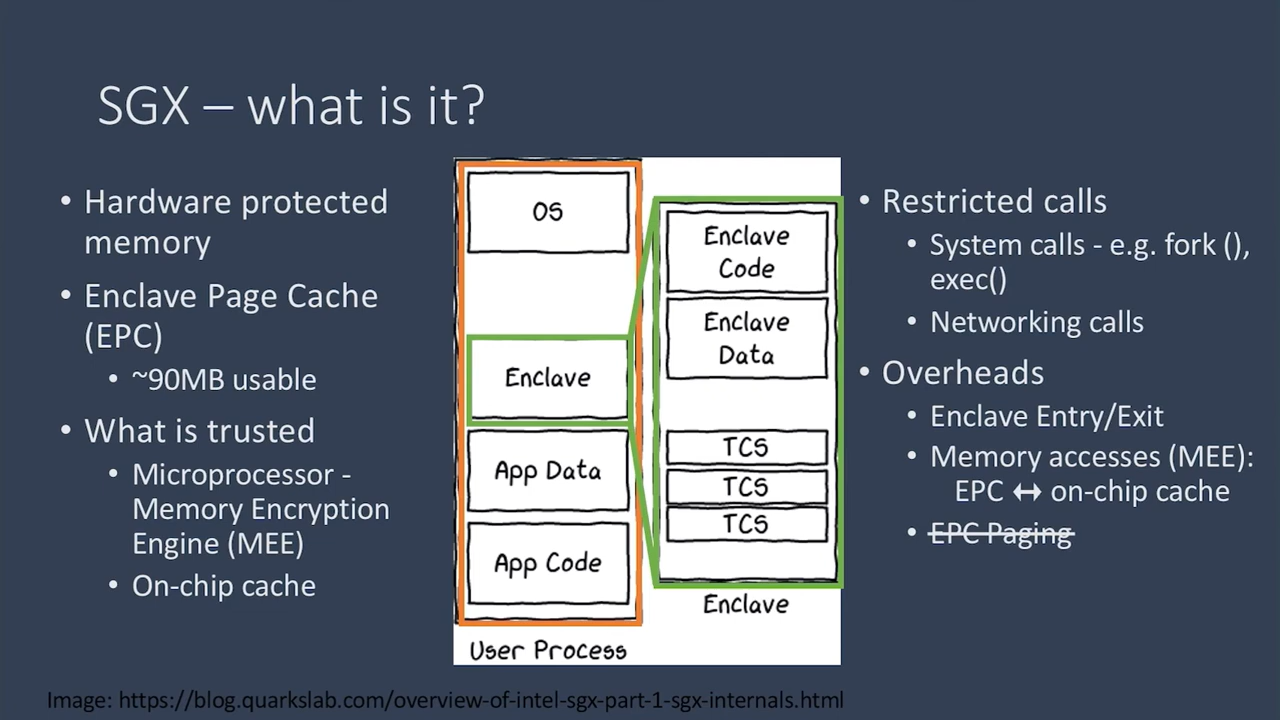 SGX – what is it?
• Hardware protected
memory
• Enclave Page Cache
(EPC)
• ~90MB usable
• What is trusted
• Microprocessor -
Memory Encryption
Engine (MEE)
• On-chip cache
OS
Enclave
App Data
App Code
User Process
Enclave
Code
Enclave
Data
TCS
TCS
TCS
Enclave
• Restricted calls
• System calls - e.g. fork (),
exec()
• Networking calls
• Overheads
• Enclave Entry/Exit
• Memory accesses (MEE):
EPC ↔ on-chip cache
• EPC Paging
Image: https://blog.quarkslab.com/overview-of-intel-sgx-part-1-sgx-internals.html